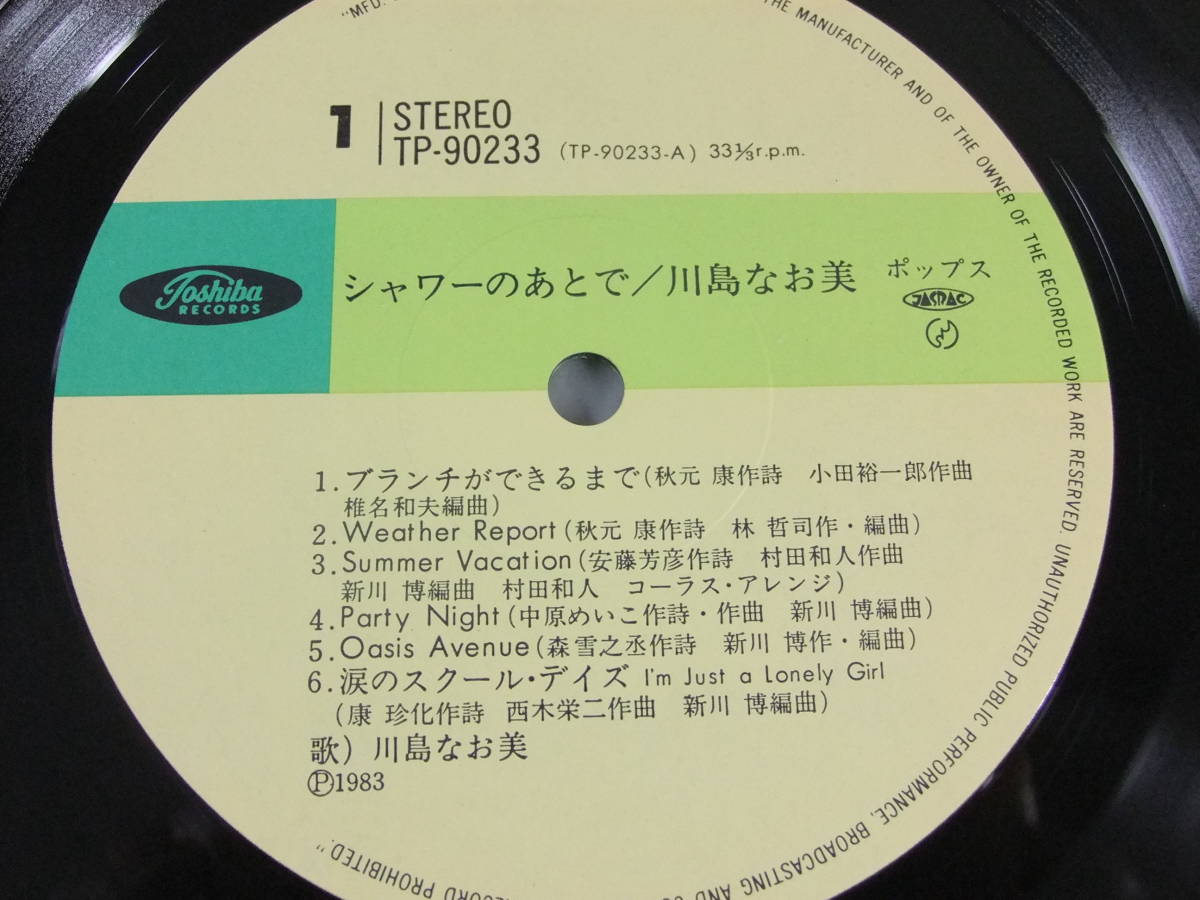 1
STEREO
TP-90233 (TP-90233-A) 33⅓r.p.m.
Toshiba
RECORDS
シャワーのあとで／川島なお美 ポップス
JASRAC
1.ブランチができるまで(秋元 康作詩 小田裕一郎作曲
椎名和夫編曲)
2.Weather Report(秋元 康作詩 林 哲司作・編曲)
3.Summer Vacation(安藤芳彦作詩 村田和人作曲
新川 博編曲 村田和人 コーラス・アレンジ)
4.Party Night(中原めいこ作詩・作曲 新川 博編曲)
5.Oasis Avenue(森雪之丞作詩 新川 博作・編曲)
6.涙のスクール・デイズ I'm Just a Lonely Girl
(康 珍化作詩 西木栄二作曲 新川 博編曲)
歌) 川島なお美
Ⓟ1983
"MFD. THE MANUFACTURER AND OF THE OWNER OF THE RECORDED WORK ARE RESERVED. UNAUTHORIZED PUBLIC PERFORMANCE, BROADCASTING AND RECORD PROHIBITED."